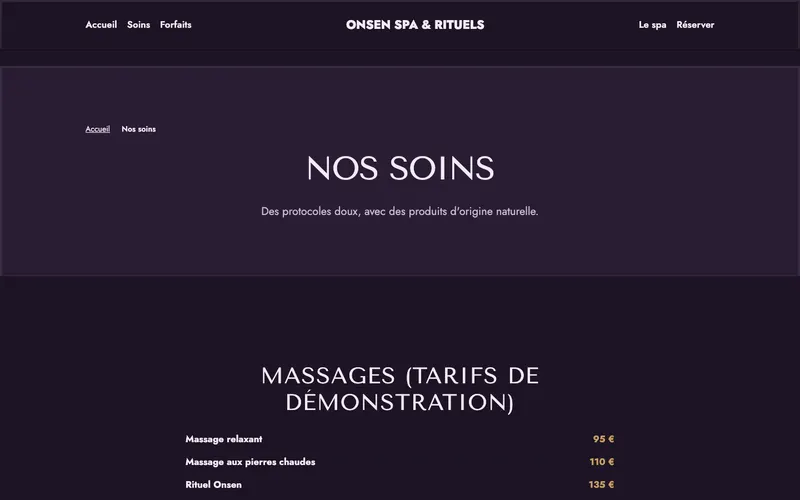 Accueil Soins Forfaits ONSEN SPA & RITUELS Le spa Réserver
Accueil Nos soins
NOS SOINS
Des protocoles doux, avec des produits d'origine naturelle.
MASSAGES (TARIFS DE
DÉMONSTRATION)
Massage relaxant 95 €
Massage aux pierres chaudes 110 €
Rituel Onsen 135 €